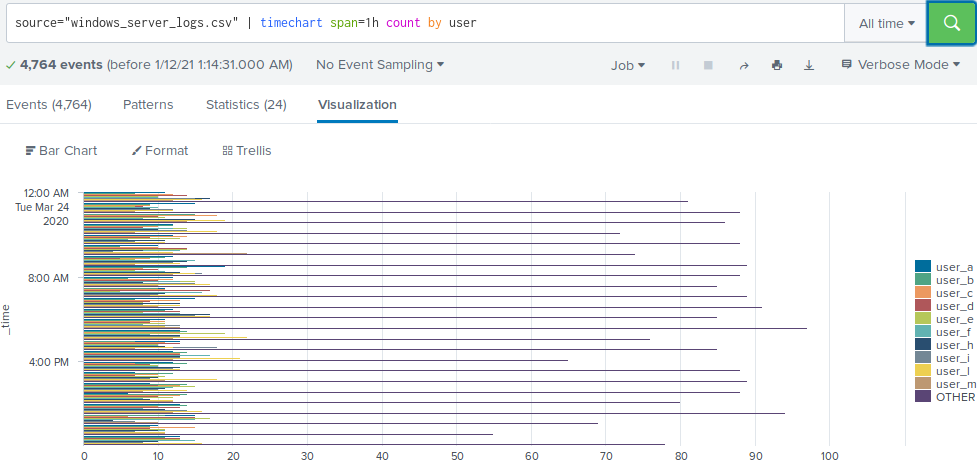 source="windows_server_logs.csv" | timechart span=1h count by user
All time
4,764 events (before 1/12/21 1:14:31.000 AM)
No Event Sampling
Job
Verbose Mode
Events (4,764)
Patterns
Statistics (24)
Visualization
Bar Chart
Format
Trellis
12:00 AM
Tue Mar 24
2020
8:00 AM
4:00 PM
_time
0 10 20 30 40 50 60 70 80 90 100
user_a
user_b
user_c
user_d
user_e
user_f
user_h
user_i
user_l
user_m
OTHER